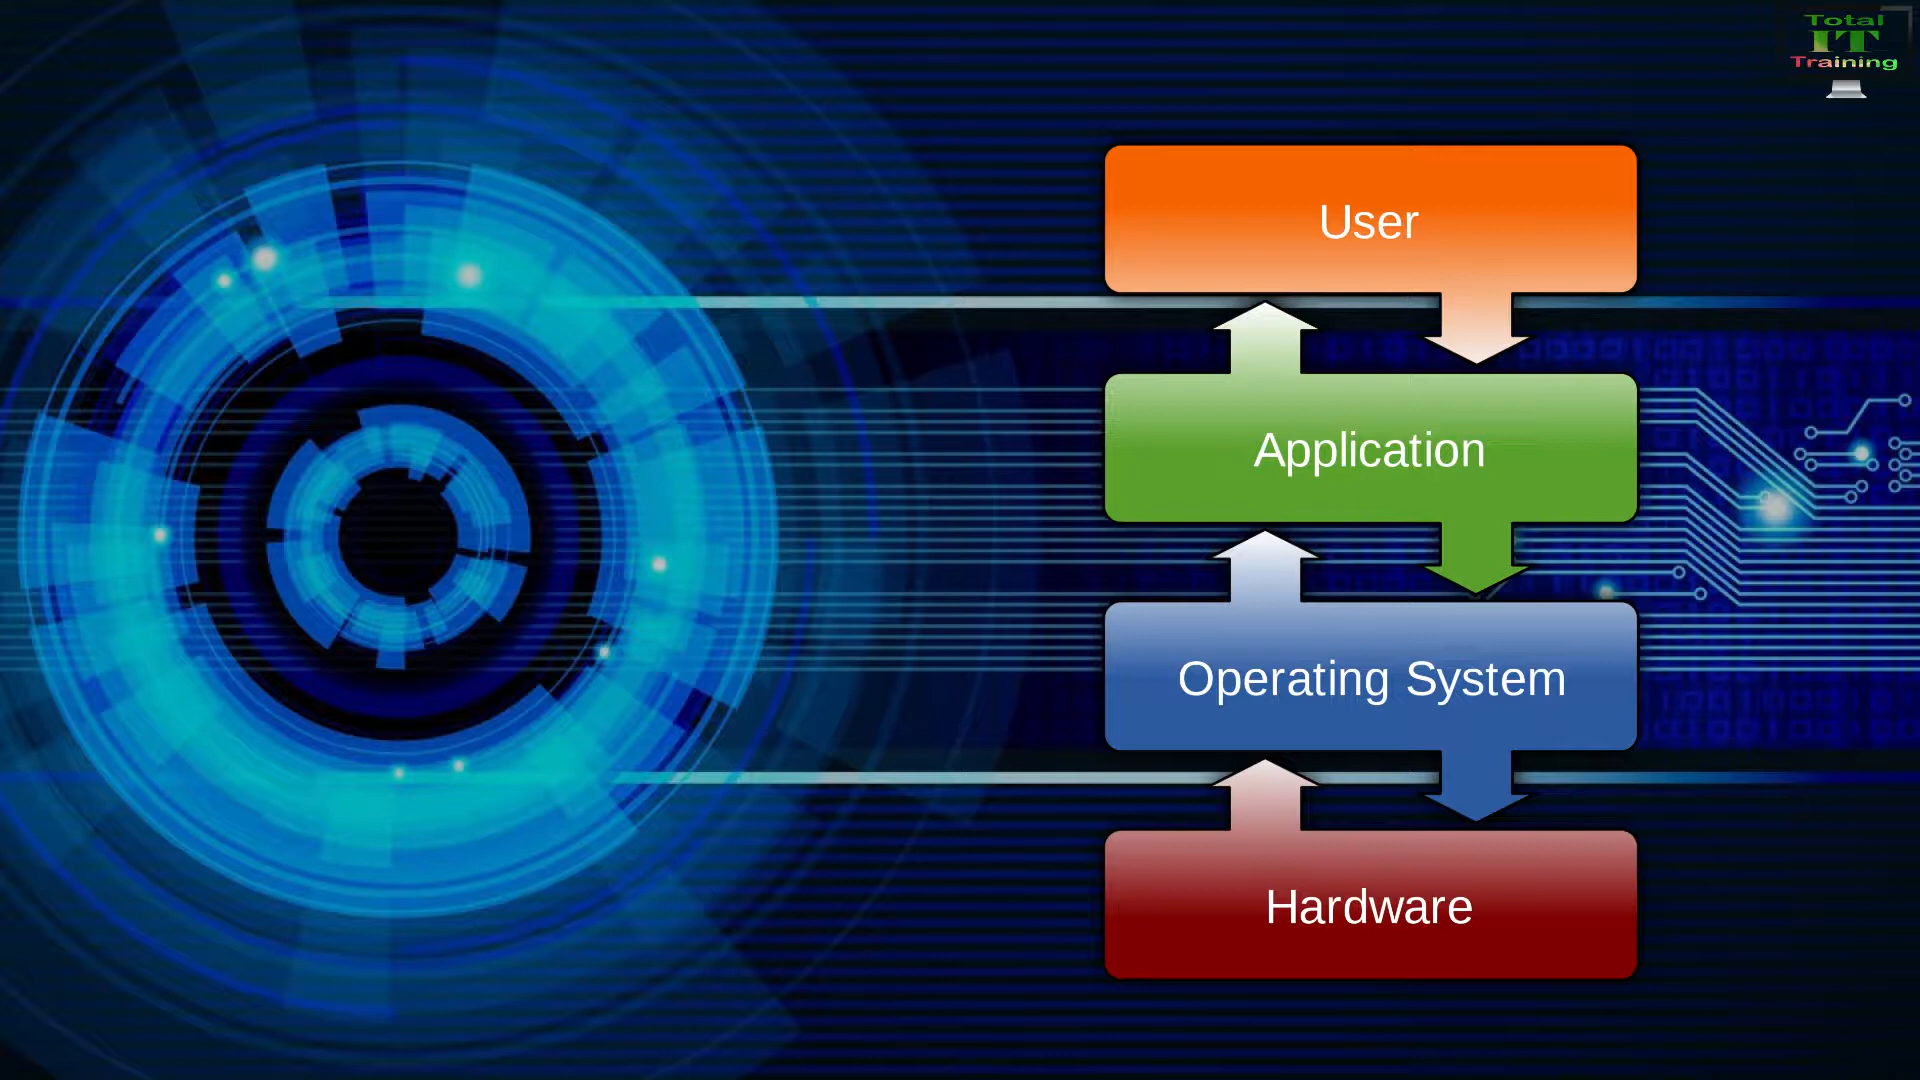 Total
IT
Training
User
Application
Operating System
Hardware